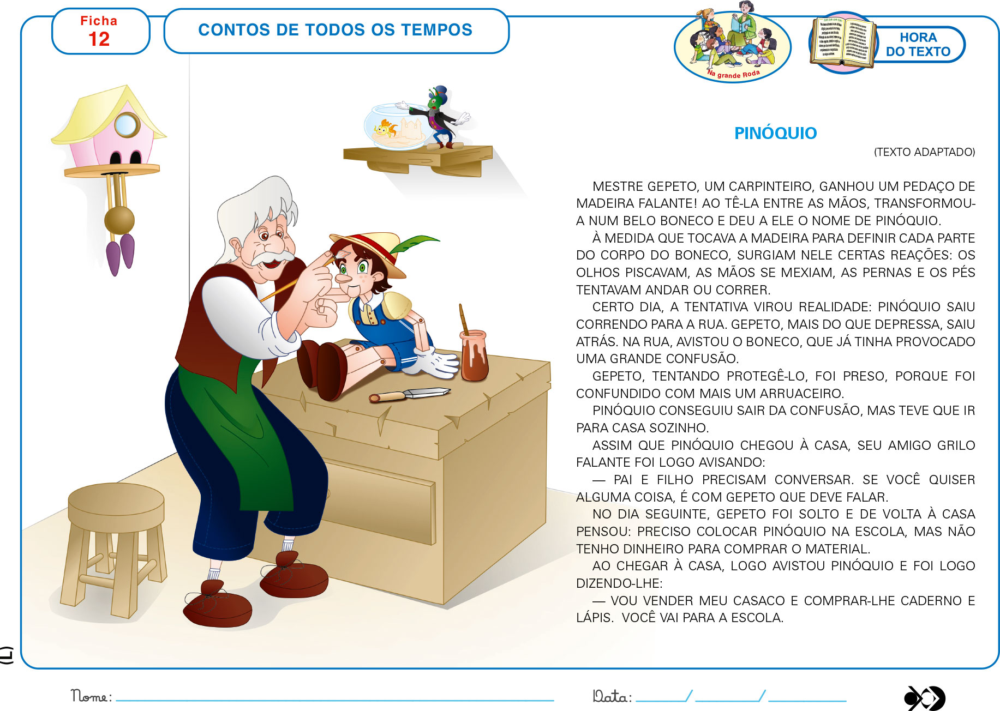 Ficha
12
CONTOS DE TODOS OS TEMPOS
Na grande Roda
HORA
DO TEXTO
PINÓQUIO
(TEXTO ADAPTADO)
MESTRE GEPETO, UM CARPINTEIRO, GANHOU UM PEDAÇO DE
MADEIRA FALANTE! AO TÊ-LA ENTRE AS MÃOS, TRANSFORMOU-
A NUM BELO BONECO E DEU A ELE O NOME DE PINÓQUIO.
À MEDIDA QUE TOCAVA A MADEIRA PARA DEFINIR CADA PARTE
DO CORPO DO BONECO, SURGIAM NELE CERTAS REAÇÕES: OS
OLHOS PISCAVAM, AS MÃOS SE MEXIAM, AS PERNAS E OS PÉS
TENTAVAM ANDAR OU CORRER.
CERTO DIA, A TENTATIVA VIROU REALIDADE: PINÓQUIO SAIU
CORRENDO PARA A RUA. GEPETO, MAIS DO QUE DEPRESSA, SAIU
ATRÁS. NA RUA, AVISTOU O BONECO, QUE JÁ TINHA PROVOCADO
UMA GRANDE CONFUSÃO.
GEPETO, TENTANDO PROTEGÊ-LO, FOI PRESO, PORQUE FOI
CONFUNDIDO COM MAIS UM ARRUACEIRO.
PINÓQUIO CONSEGUIU SAIR DA CONFUSÃO, MAS TEVE QUE IR
PARA CASA SOZINHO.
ASSIM QUE PINÓQUIO CHEGOU À CASA, SEU AMIGO GRILO
FALANTE FOI LOGO AVISANDO:
— PAI E FILHO PRECISAM CONVERSAR. SE VOCÊ QUISER
ALGUMA COISA, É COM GEPETO QUE DEVE FALAR.
NO DIA SEGUINTE, GEPETO FOI SOLTO E DE VOLTA À CASA
PENSOU: PRECISO COLOCAR PINÓQUIO NA ESCOLA, MAS NÃO
TENHO DINHEIRO PARA COMPRAR O MATERIAL.
AO CHEGAR À CASA, LOGO AVISTOU PINÓQUIO E FOI LOGO
DIZENDO-LHE:
— VOU VENDER MEU CASACO E COMPRAR-LHE CADERNO E
LÁPIS. VOCÊ VAI PARA A ESCOLA.
(L)
Nome:
Data: / /